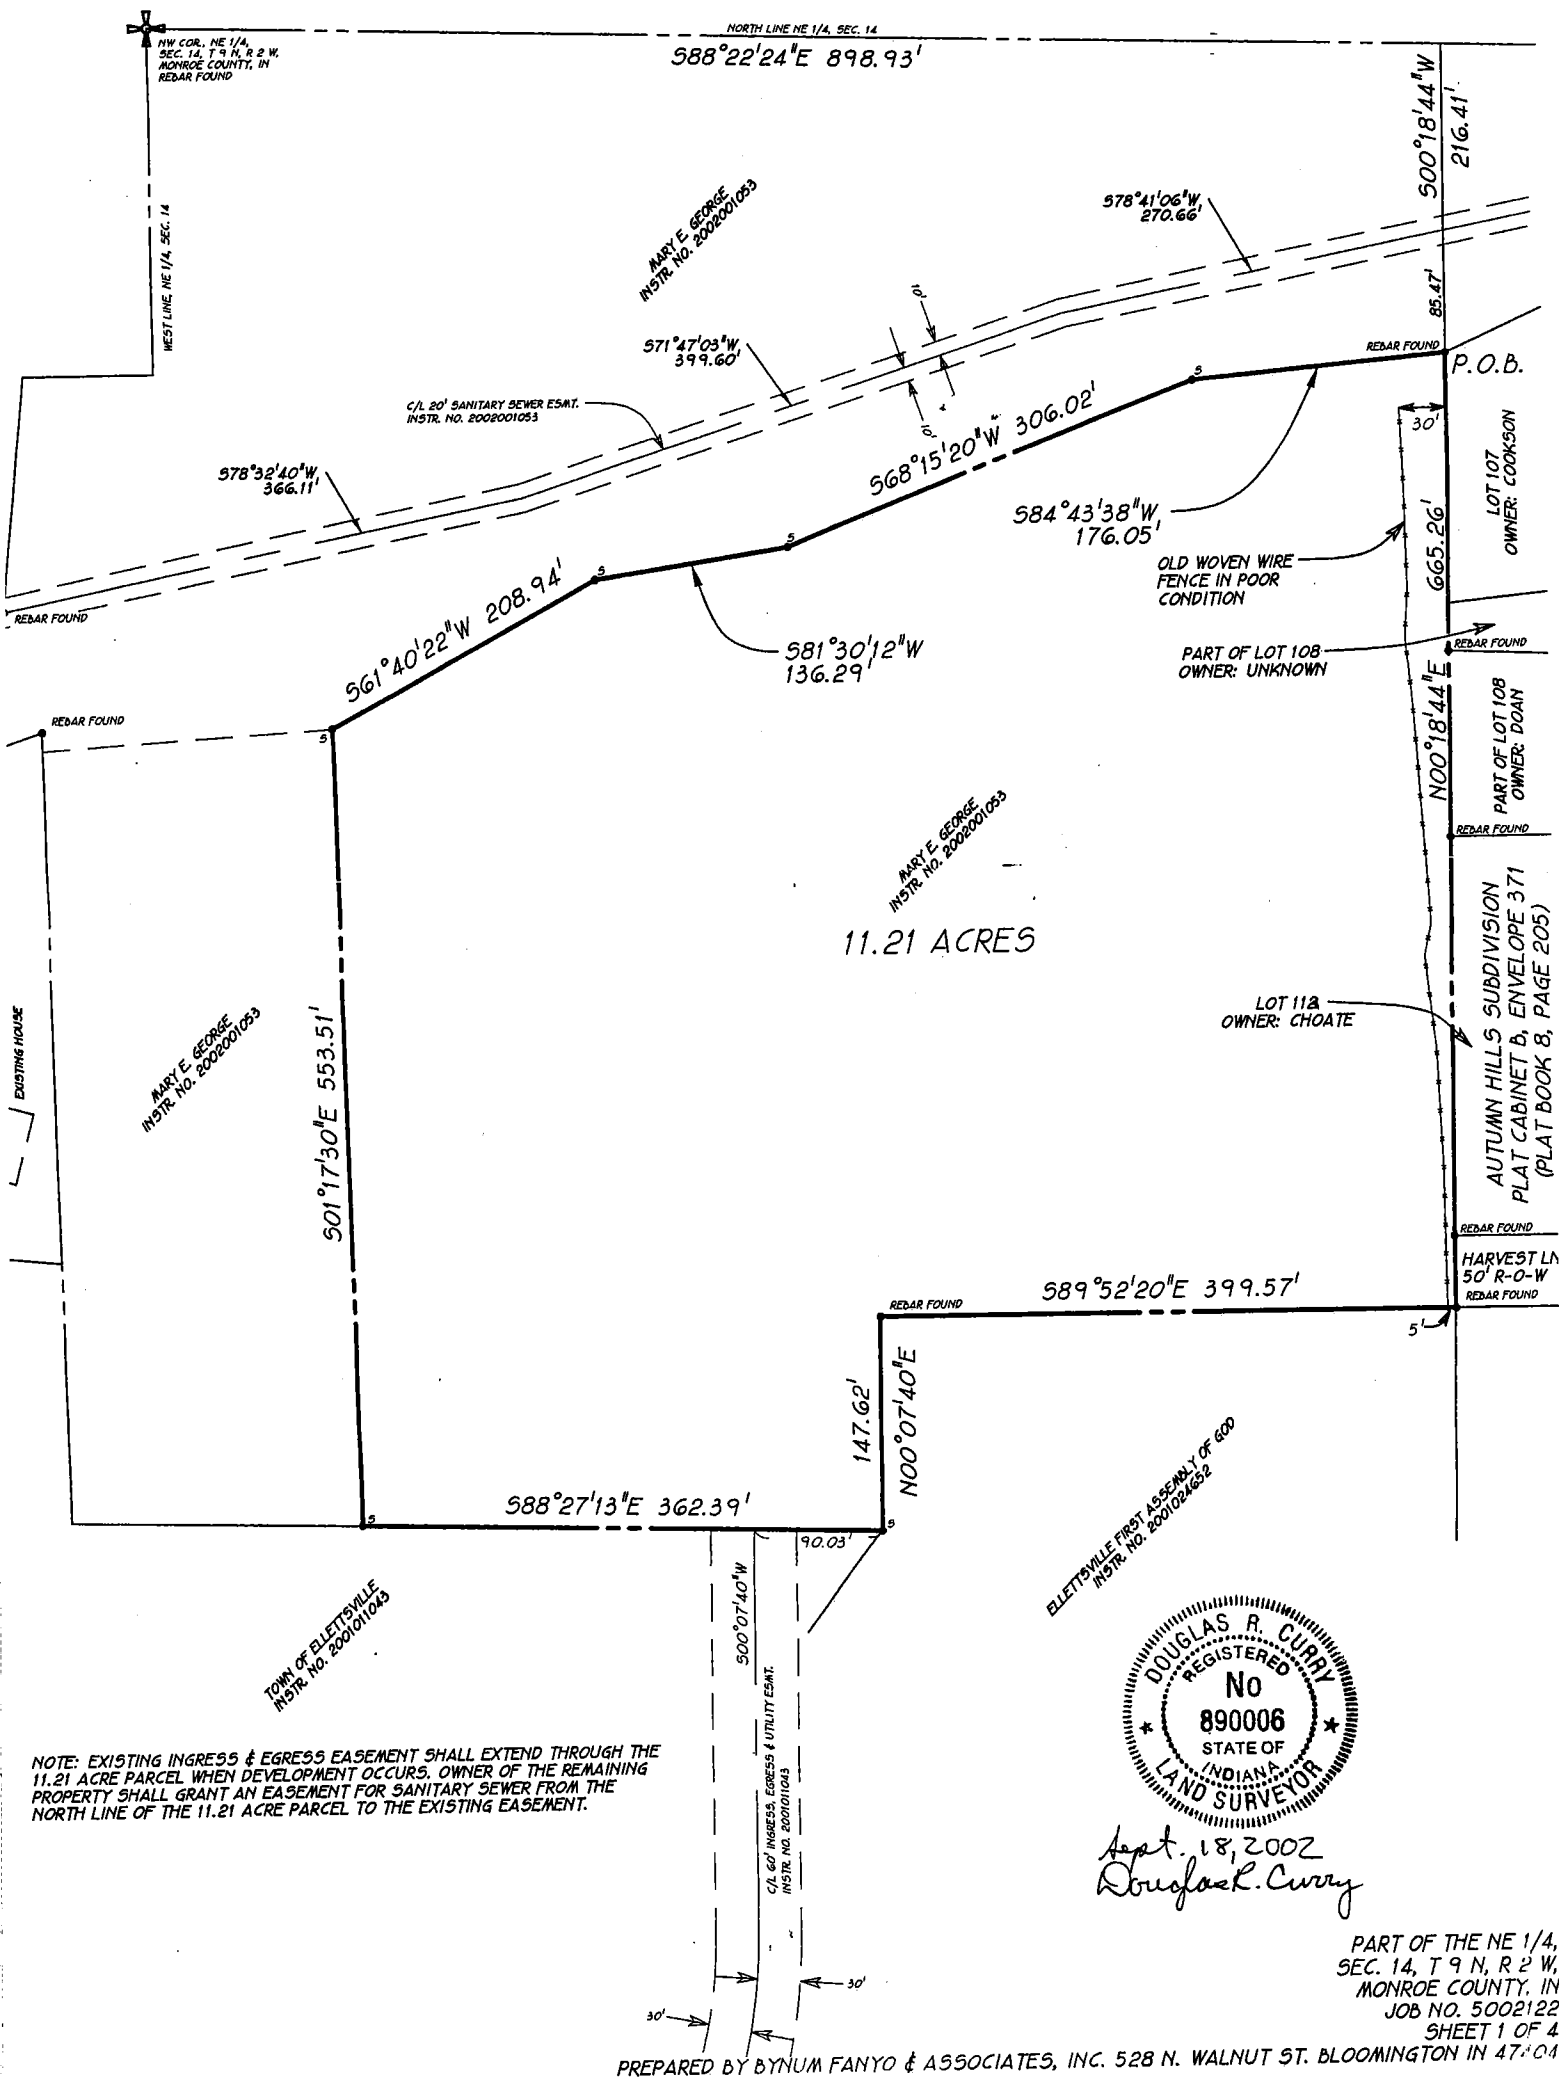 NORTH LINE NE 1/4, SEC. 14
S88°22'24"E 898.93'
NW COR., NE 1/4,
SEC. 14, T 9 N, R 2 W,
MONROE COUNTY, IN
REBAR FOUND
WEST LINE, NE 1/4, SEC. 14
S00°18'44"W
216.41'
MARY E. GEORGE
INSTR. NO. 2002001053
S78°41'06"W,
270.66'
85.47'
10'
10'
S71°47'03"W,
399.60'
REBAR FOUND
P.O.B.
C/L 20' SANITARY SEWER ESMT.
INSTR. NO. 2002001053
30'
S78°32'40"W,
366.11'
S68°15'20"W 306.02'
S
S
S
S
S84°43'38"W,
176.05'
LOT 107
OWNER: COOKSON
665.26'
OLD WOVEN WIRE
FENCE IN POOR
CONDITION
REBAR FOUND
S61°40'22"W 208.94'
S81°30'12"W
136.29'
PART OF LOT 108
OWNER: UNKNOWN
REBAR FOUND
N00°18'44"E
PART OF LOT 108
OWNER: DOAN
REBAR FOUND
REBAR FOUND
MARY E. GEORGE
INSTR. NO. 2002001053
11.21 ACRES
AUTUMN HILLS SUBDIVISION
PLAT CABINET B, ENVELOPE 371
(PLAT BOOK 8, PAGE 205)
EXISTING HOUSE
MARY E. GEORGE
INSTR. NO. 2002001053
S01°17'30"E 553.51'
LOT
OWNER: CHOATE
REBAR FOUND
HARVEST LN
50' R-O-W
REBAR FOUND
S89°52'20"E 399.57'
REBAR FOUND
5'
147.62'
N00°07'40"E
S88°27'13"E 362.39'
S
S
90.03'
S00°07'40"W
ELLETTSVILLE FIRST ASSEMBLY OF GOD
INSTR. NO. 2001024652
TOWN OF ELLETTSVILLE
INSTR. NO. 2001011043
C/L 60' INGRESS, EGRESS & UTILITY ESMT.
INSTR. NO. 2001011043
NOTE: EXISTING INGRESS & EGRESS EASEMENT SHALL EXTEND THROUGH THE
11.21 ACRE PARCEL WHEN DEVELOPMENT OCCURS. OWNER OF THE REMAINING
PROPERTY SHALL GRANT AN EASEMENT FOR SANITARY SEWER FROM THE
NORTH LINE OF THE 11.21 ACRE PARCEL TO THE EXISTING EASEMENT.
DOUGLAS R. CURRY
REGISTERED
No
890006
STATE OF
INDIANA
LAND SURVEYOR
Sept. 18, 2002
Douglas R. Curry
30'
30'
PART OF THE NE 1/4,
SEC. 14, T 9 N, R 2 W,
MONROE COUNTY, IN
JOB NO. 5002122
SHEET 1 OF 4
PREPARED BY BYNUM FANYO & ASSOCIATES, INC. 528 N. WALNUT ST. BLOOMINGTON IN